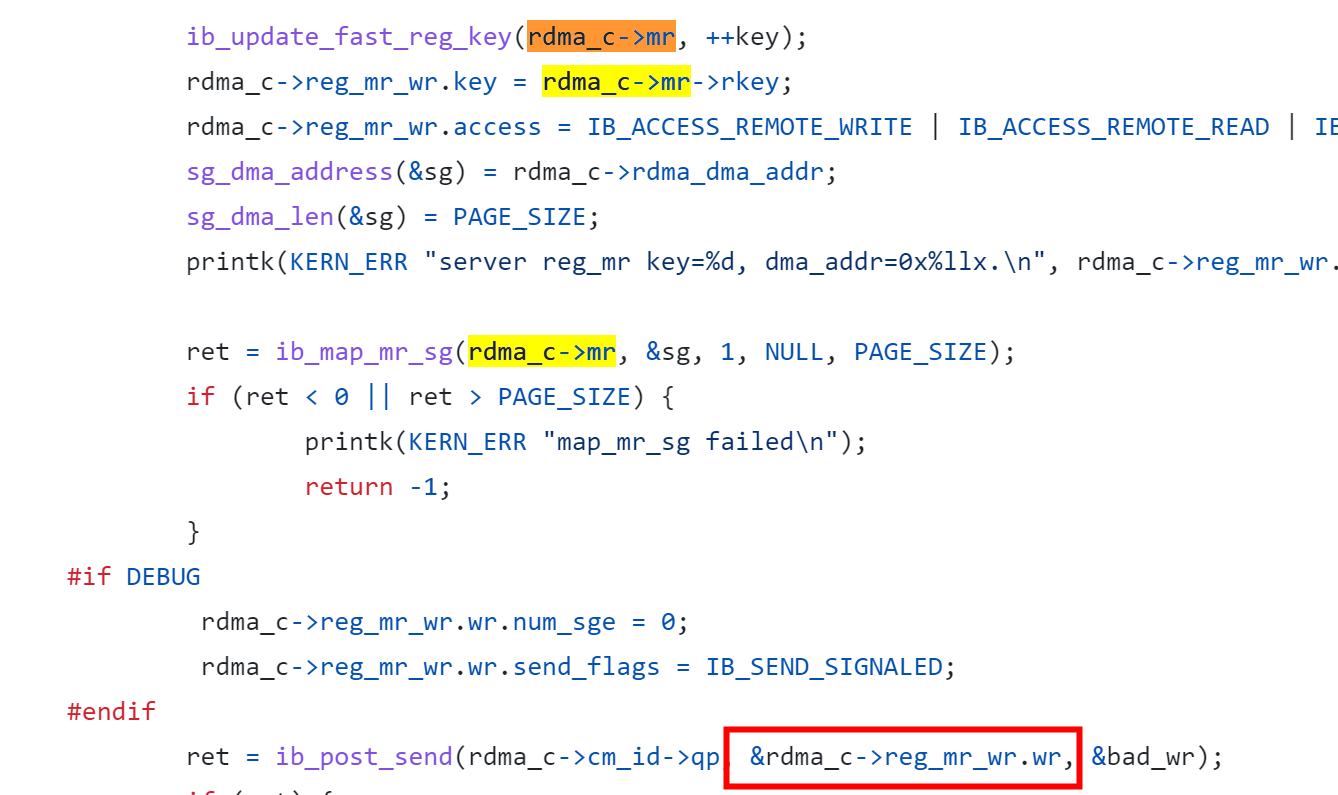 ib_update_fast_reg_key(rdma_c->mr, ++key);
rdma_c->reg_mr_wr.key = rdma_c->mr->rkey;
rdma_c->reg_mr_wr.access = IB_ACCESS_REMOTE_WRITE | IB_ACCESS_REMOTE_READ | IB
sg_dma_address(&sg) = rdma_c->rdma_dma_addr;
sg_dma_len(&sg) = PAGE_SIZE;
printk(KERN_ERR "server reg_mr key=%d, dma_addr=0x%llx.\n", rdma_c->reg_mr_wr.
ret = ib_map_mr_sg(rdma_c->mr, &sg, 1, NULL, PAGE_SIZE);
if (ret < 0 || ret > PAGE_SIZE) {
printk(KERN_ERR "map_mr_sg failed\n");
return -1;
}
#if DEBUG
rdma_c->reg_mr_wr.wr.num_sge = 0;
rdma_c->reg_mr_wr.wr.send_flags = IB_SEND_SIGNALED;
#endif
ret = ib_post_send(rdma_c->cm_id->qp, &rdma_c->reg_mr_wr.wr, &bad_wr);